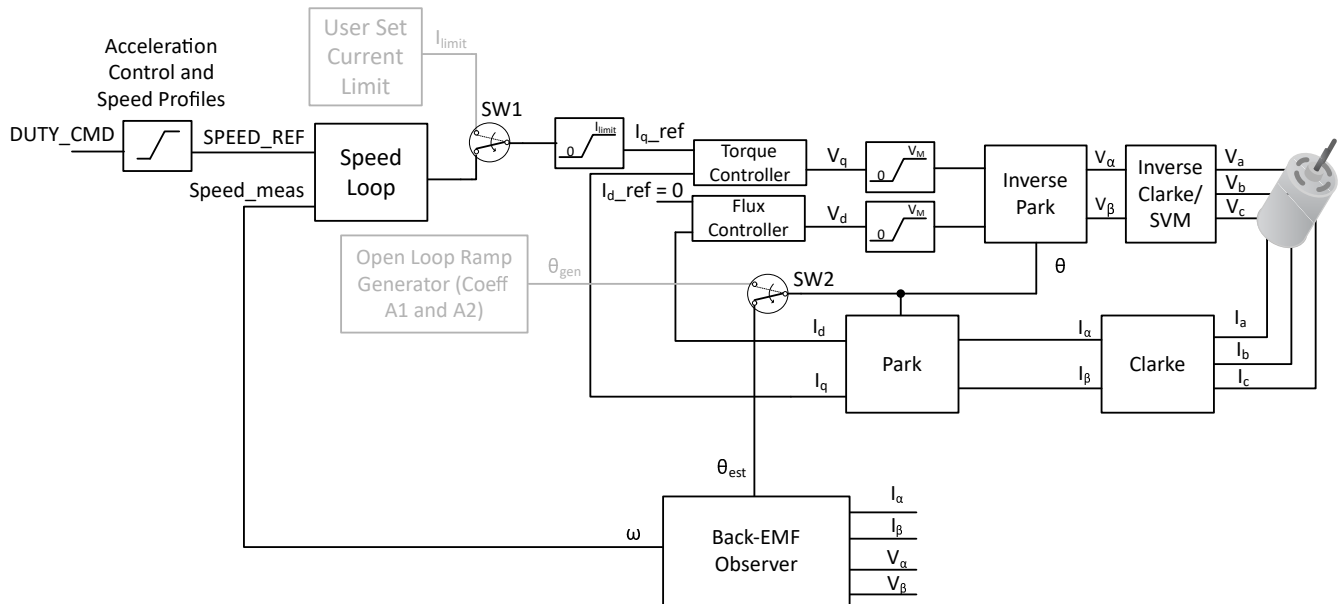 Acceleration
Control and
Speed Profiles
User Set
Current
Limit
I_limit
SW1
DUTY_CMD
SPEED_REF
Speed_meas
Speed
Loop
I_limit
0
I_q_ref
I_d_ref = 0
Torque
Controller
Flux
Controller
V_q
V_d
V_M
0
V_M
0
Inverse
Park
V_α
V_β
Inverse
Clarke/
SVM
V_a
V_b
V_c
Open Loop Ramp
Generator (Coeff
A1 and A2)
θ_gen
SW2
θ
I_d
I_q
Park
I_α
I_β
Clarke
I_a
I_b
I_c
θ_est
ω
Back-EMF
Observer
I_α
I_β
V_α
V_β